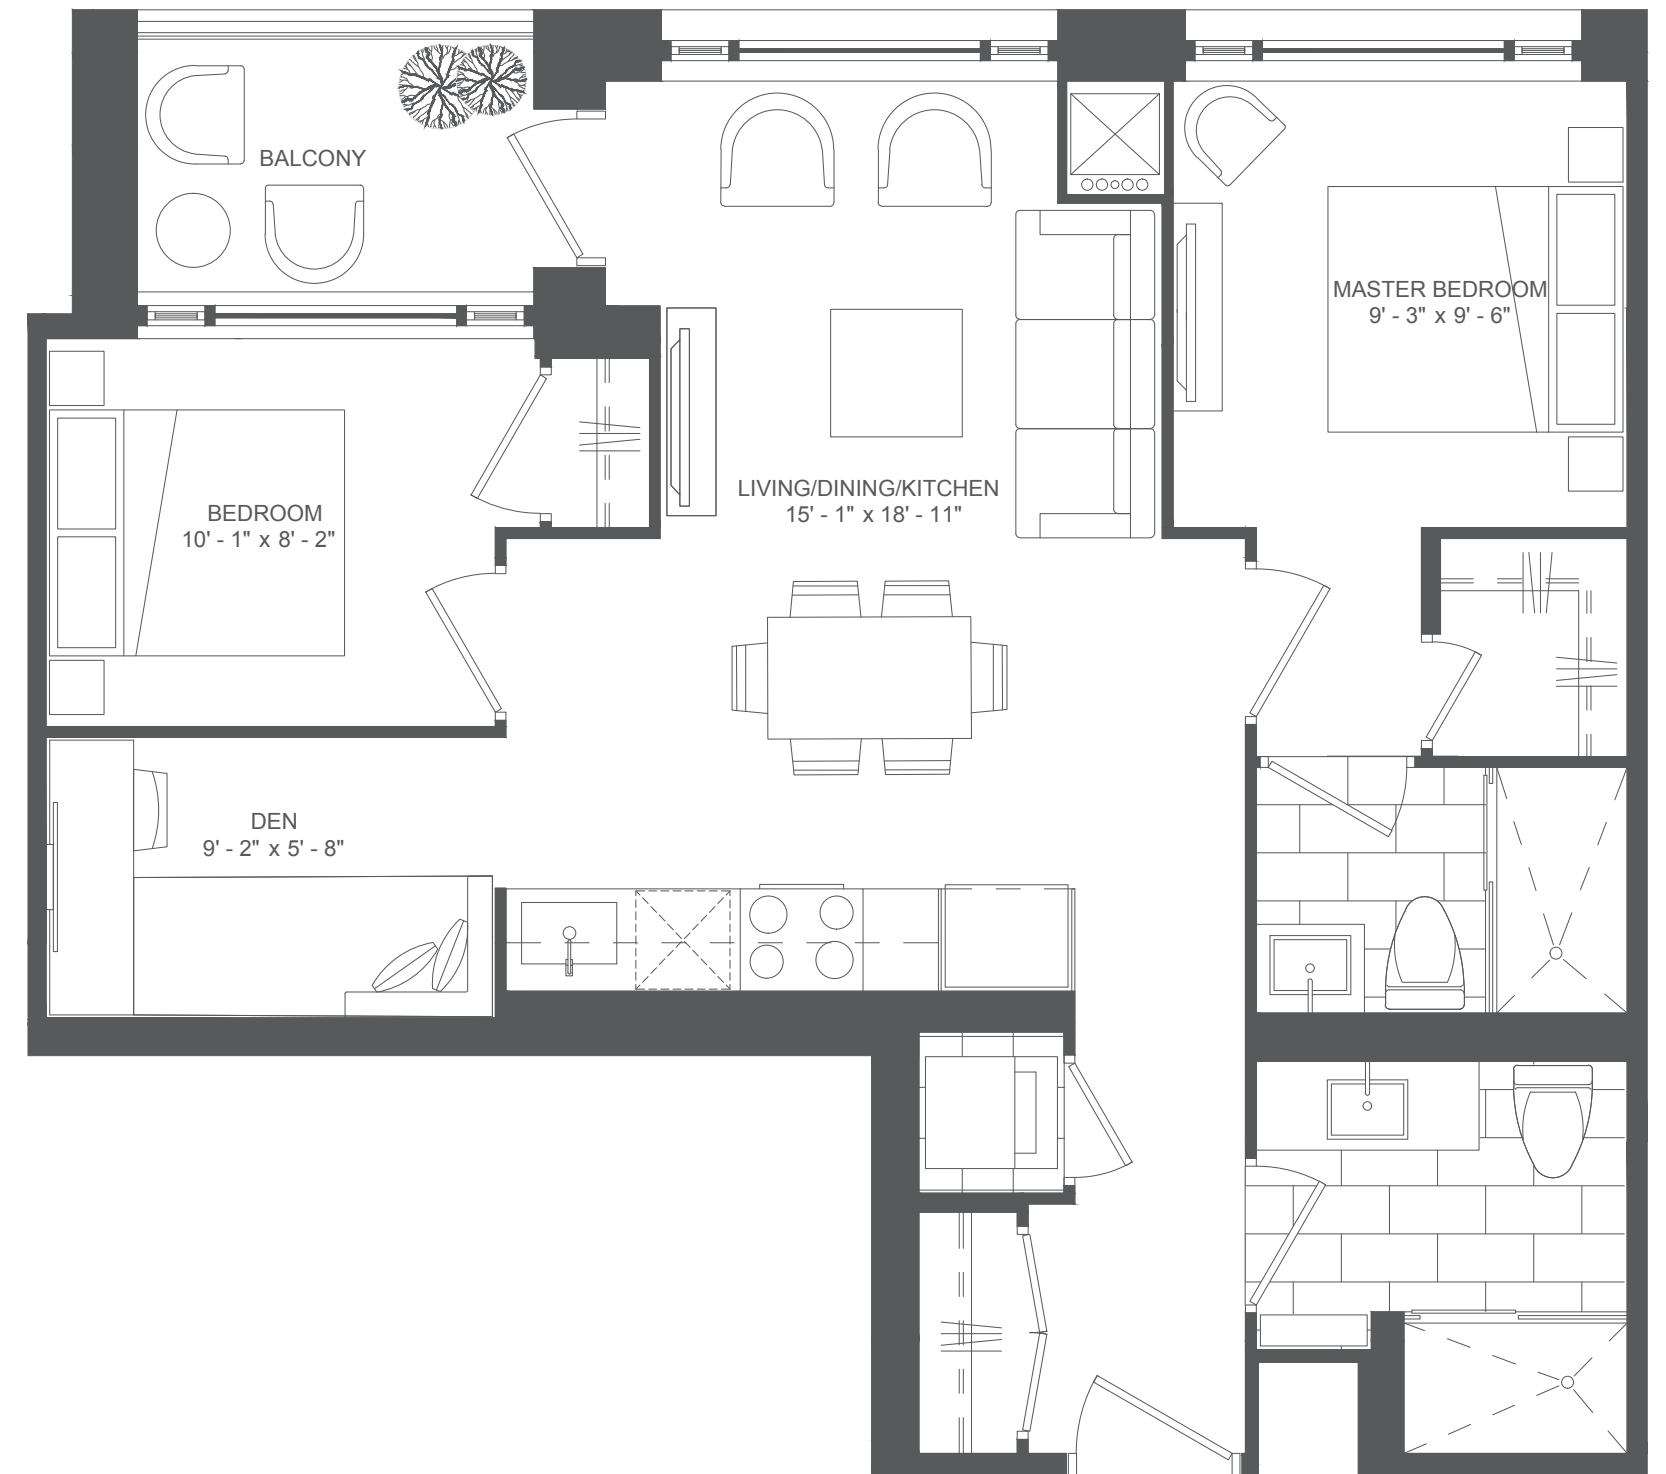 BALCONY
MASTER BEDROOM
9' - 3" x 9' - 6"
LIVING/DINING/KITCHEN
15' - 1" x 18' - 11"
BEDROOM
10' - 1" x 8' - 2"
DEN
9' - 2" x 5' - 8"